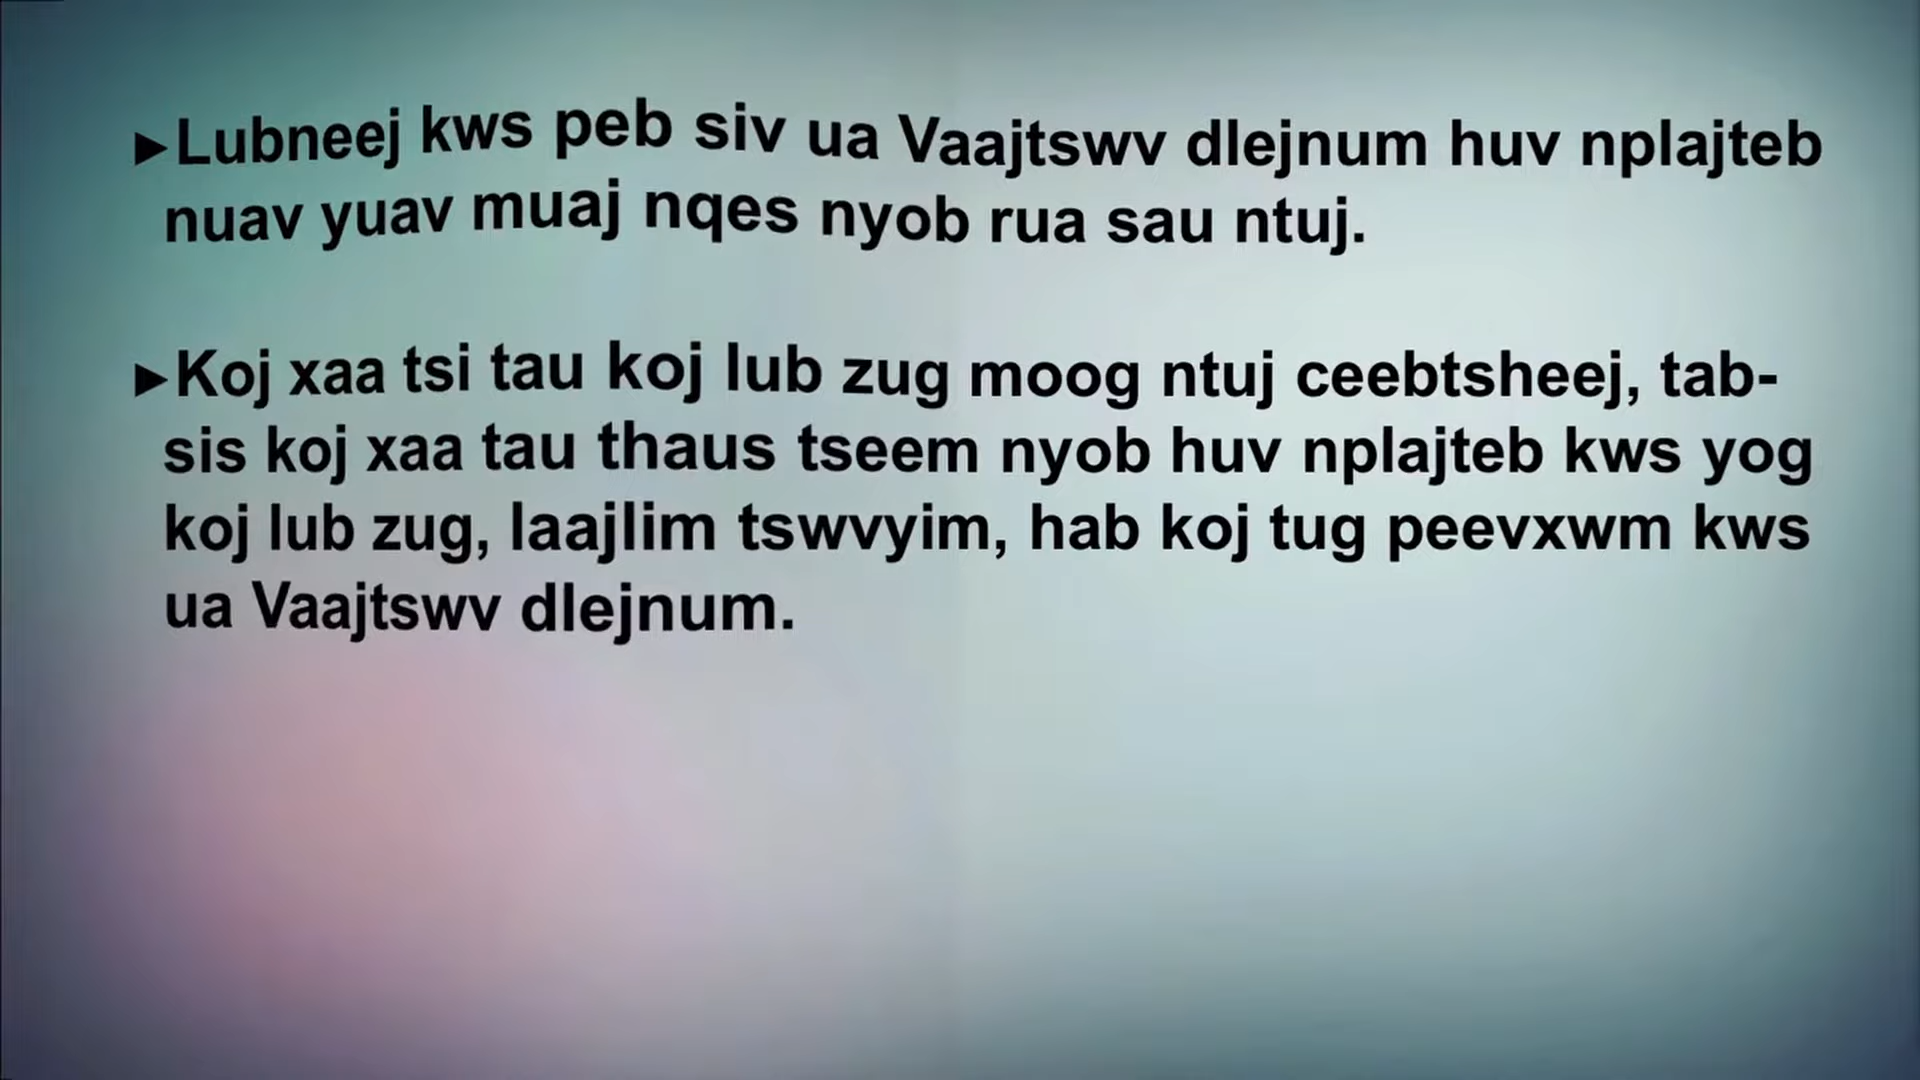 ►Lubneej kws peb siv ua Vaajtswv dlejnum huv nplajteb
nuav yuav muaj nqes nyob rua sau ntuj.
►Koj xaa tsi tau koj lub zug moog ntuj ceebtsheej, tab-
sis koj xaa tau thaus tseem nyob huv nplajteb kws yog
koj lub zug, laajlim tswvyim, hab koj tug peevxwm kws
ua Vaajtswv dlejnum.